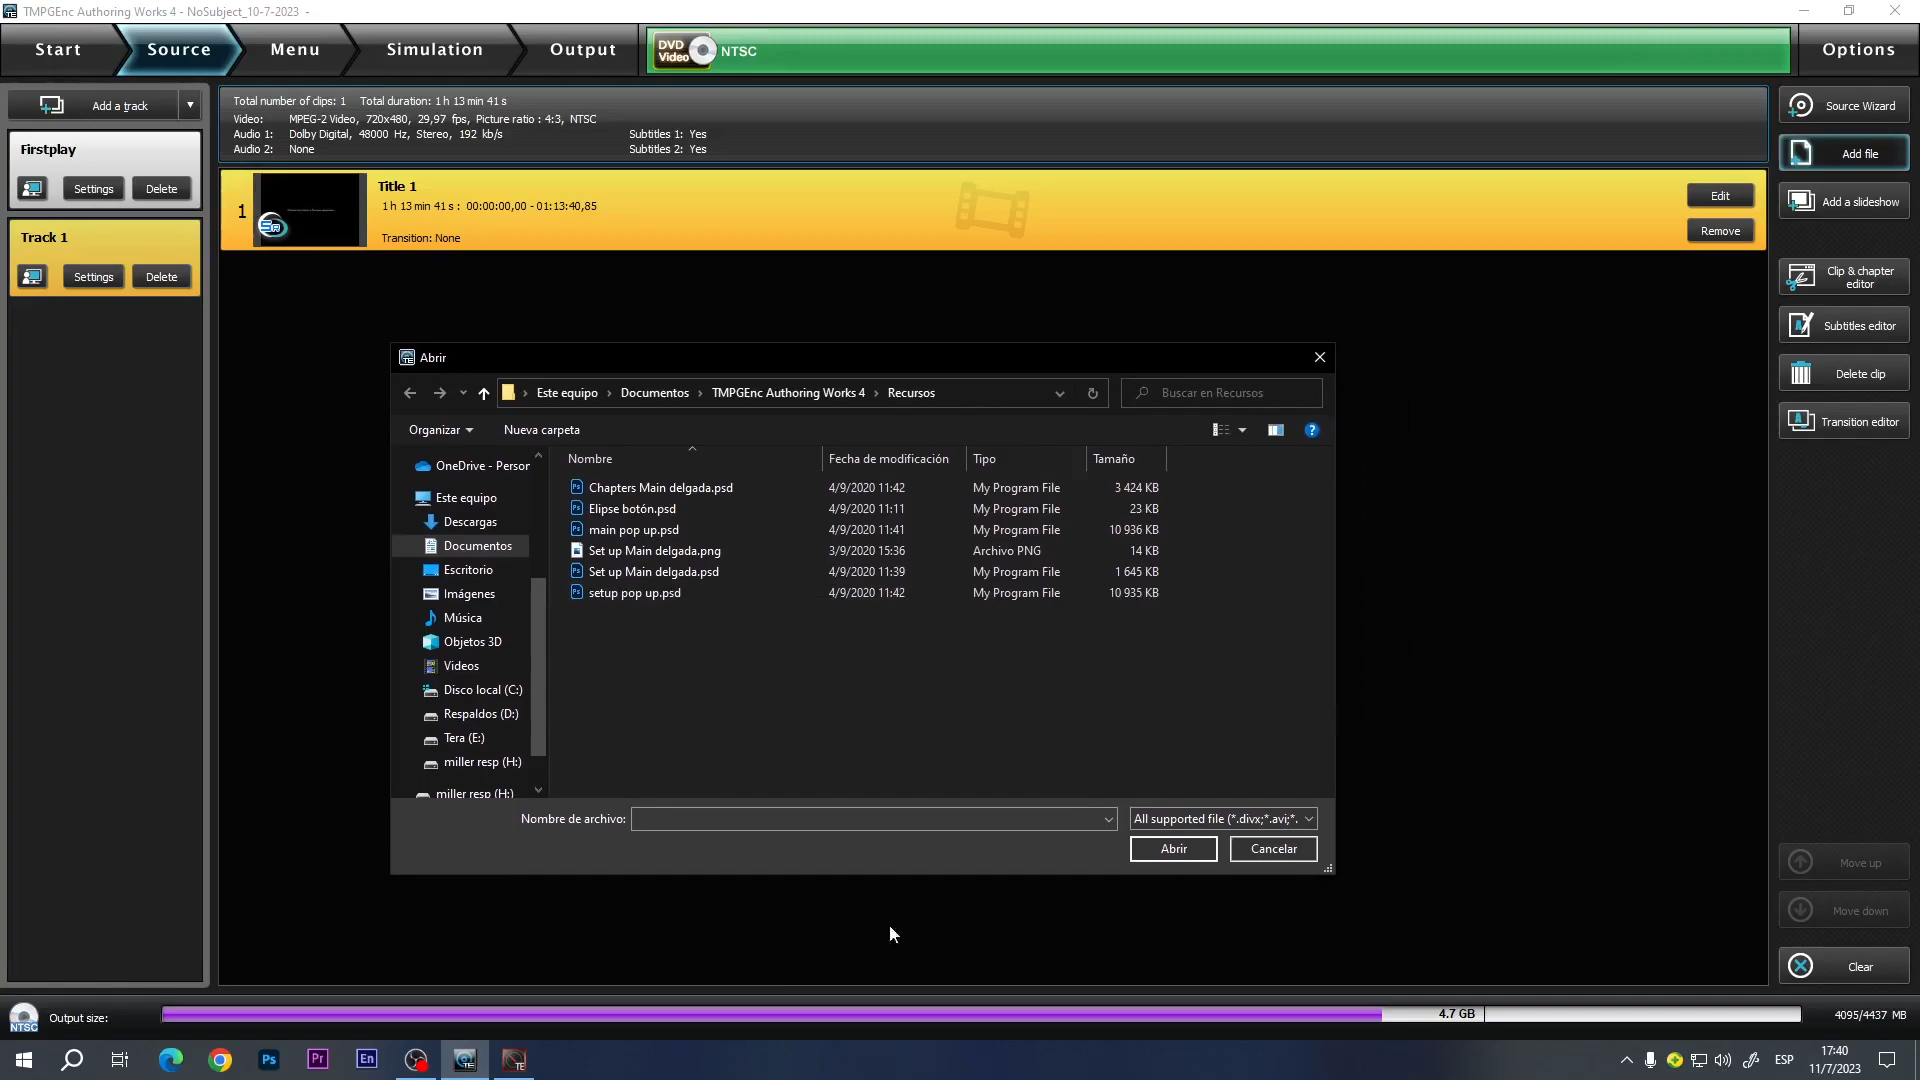 TMPGEnc Authoring Works 4 - NoSubject_10-7-2023 -
Start
Source
Menu
Simulation
Output
DVD Video
NTSC
Options
Add a track
Firstplay
Settings
Delete
Track 1
Settings
Delete
Total number of clips: 1 Total duration: 1 h 13 min 41 s
Video: MPEG-2 Video, 720x480, 29,97 fps, Picture ratio : 4:3, NTSC
Audio 1: Dolby Digital, 48000 Hz, Stereo, 192 kb/s Subtitles 1: Yes
Audio 2: None Subtitles 2: Yes
1
Title 1
1 h 13 min 41 s : 00:00:00,00 - 01:13:40,85
Transition: None
Edit
Remove
Source Wizard
Add file
Add a slideshow
Clip & chapter
editor
Subtitles editor
Delete clip
Transition editor
Move up
Move down
Clear
Abrir
Este equipo › Documentos › TMPGEnc Authoring Works 4 › Recursos
Buscar en Recursos
Organizar
Nueva carpeta
OneDrive - Person
Este equipo
Descargas
Documentos
Escritorio
Imágenes
Música
Objetos 3D
Videos
Disco local (C:)
Respaldos (D:)
Tera (E:)
miller resp (H:)
miller resp (H:)
Nombre Fecha de modificación Tipo Tamaño
Chapters Main delgada.psd 4/9/2020 11:42 My Program File 3 424 KB
Elipse botón.psd 4/9/2020 11:11 My Program File 23 KB
main pop up.psd 4/9/2020 11:41 My Program File 10 936 KB
Set up Main delgada.png 3/9/2020 15:36 Archivo PNG 14 KB
Set up Main delgada.psd 4/9/2020 11:39 My Program File 1 645 KB
setup pop up.psd 4/9/2020 11:42 My Program File 10 935 KB
Nombre de archivo:
All supported file (*.divx;*.avi;*.
Abrir
Cancelar
NTSC
Output size:
4.7 GB
4095/4437 MB
Ps
Pr
En
TE
TE
ESP
17:40
11/7/2023